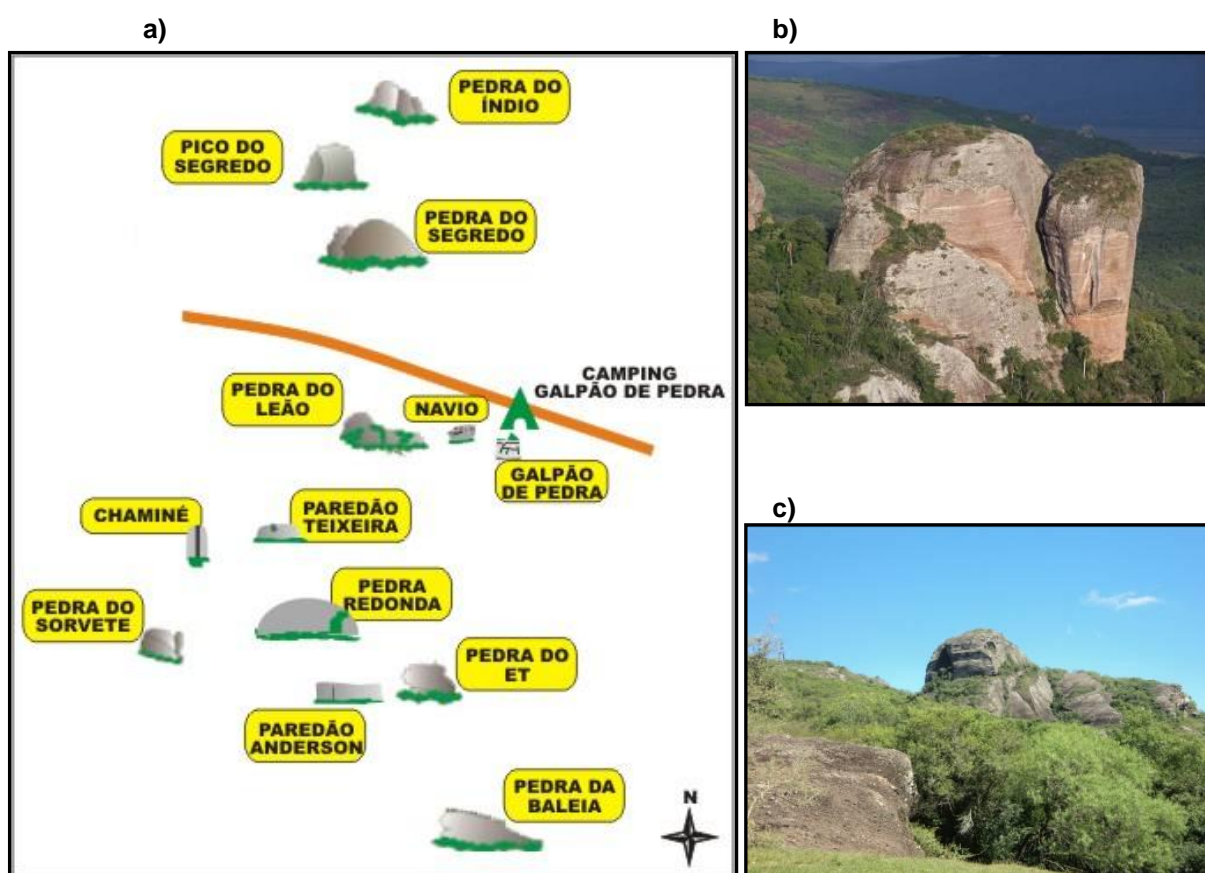 a)
b)
PEDRA DO
ÍNDIO
PICO DO
SEGREDO
PEDRA DO
SEGREDO
CAMPING
GALPÃO DE PEDRA
PEDRA DO
LEÃO
NAVIO
GALPÃO
DE PEDRA
CHAMINÉ
PAREDÃO
TEIXEIRA
c)
PEDRA
REDONDA
PEDRA DO
SORVETE
PEDRA DO
ET
PAREDÃO
ANDERSON
PEDRA DA
BALEIA
N